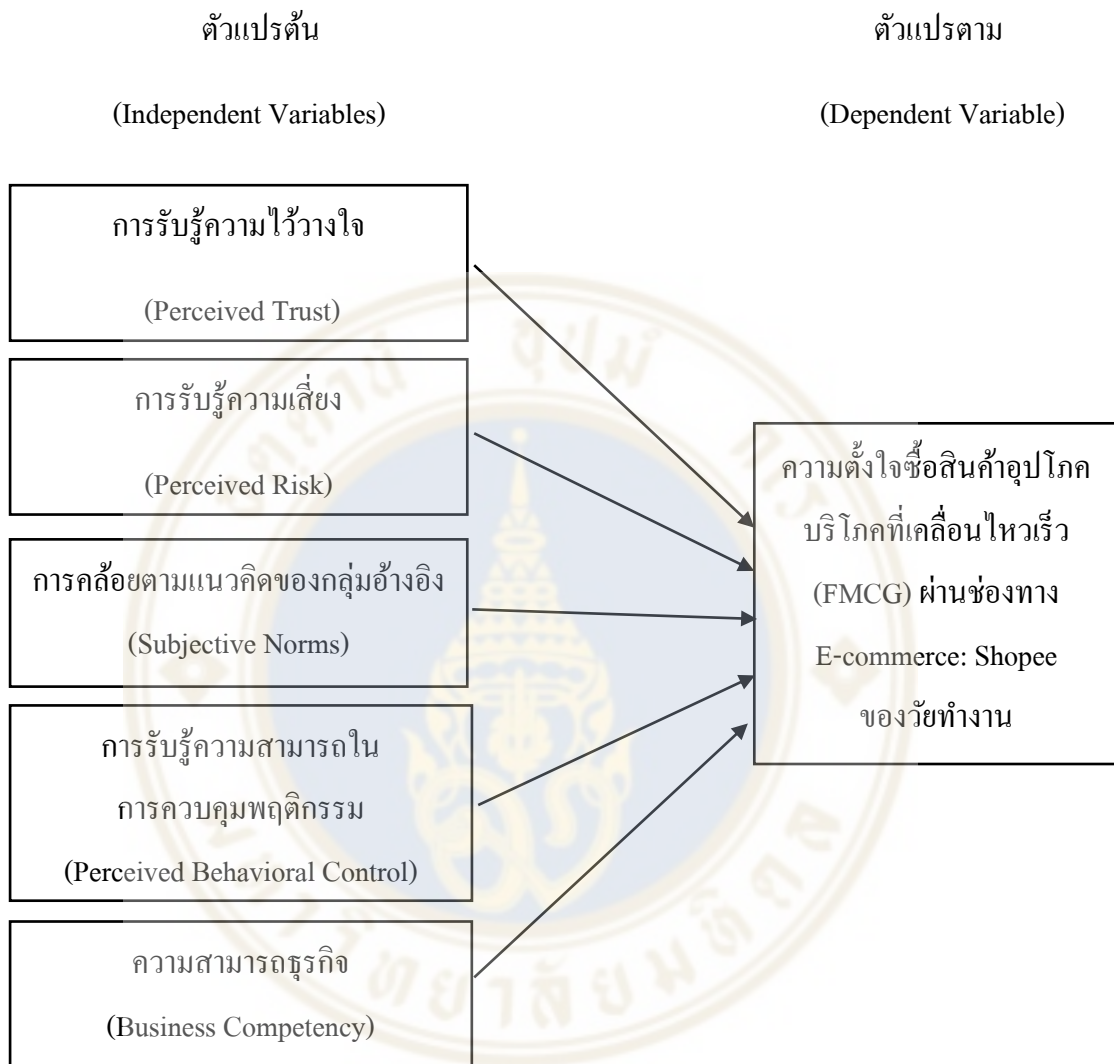 ตัวแปรต้น
(Independent Variables)
การรับรู้ความไว้วางใจ
(Perceived Trust)
การรับรู้ความเสี่ยง
(Perceived Risk)
การคล้อยตามแนวคิดของกลุ่มอ้างอิง
(Subjective Norms)
การรับรู้ความสามารถใน
การควบคุมพฤติกรรม
(Perceived Behavioral Control)
ความสามารถธุรกิจ
(Business Competency)
ตัวแปรตาม
(Dependent Variable)
ความตั้งใจซื้อสินค้าอุปโภค
บริโภคที่เคลื่อนไหวเร็ว
(FMCG) ผ่านช่องทาง
E-commerce: Shopee
ของวัยทำงาน